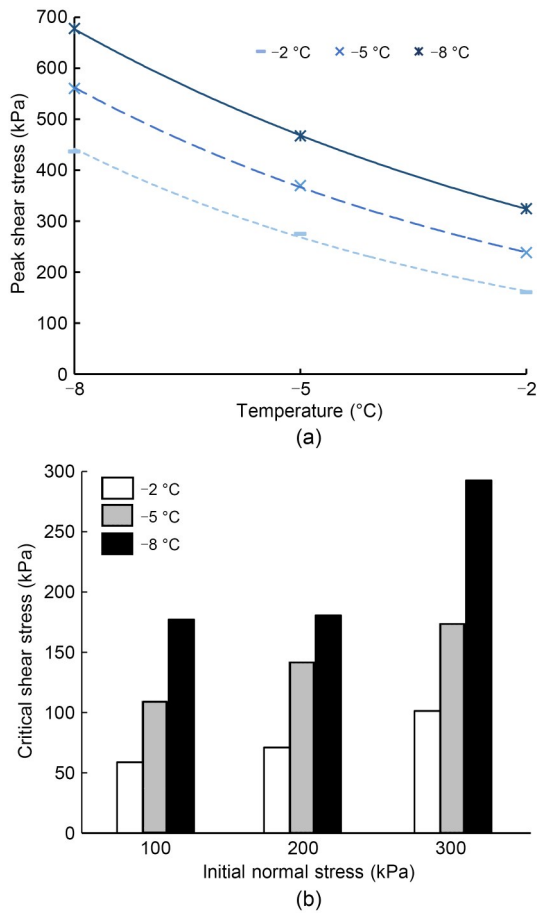 700
600
500
400
300
200
100
0
Peak shear stress (kPa)
−2 °C −5 °C −8 °C
−8 −5 −2
Temperature (°C)
(a)
300
250
200
150
100
50
0
Critical shear stress (kPa)
−2 °C
−5 °C
−8 °C
100 200 300
Initial normal stress (kPa)
(b)